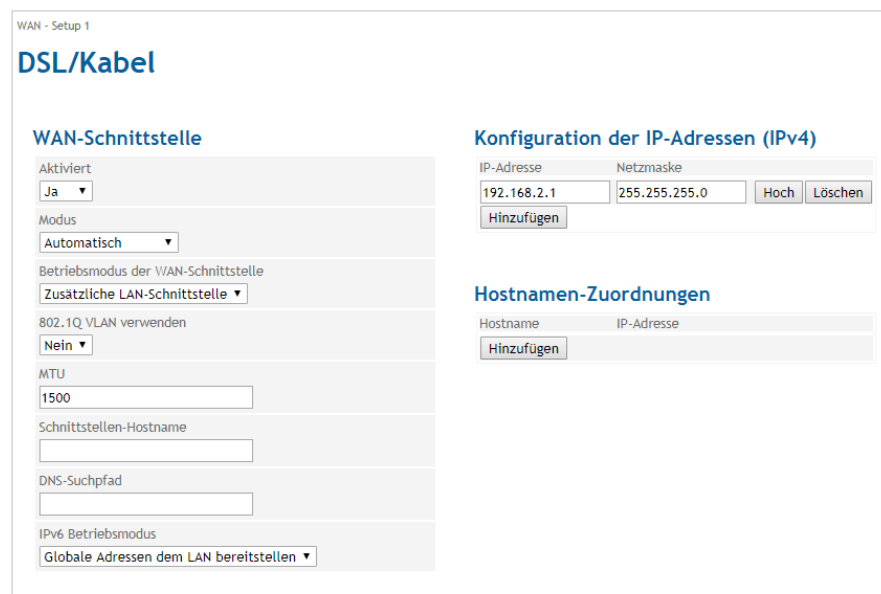 WAN - Setup 1
DSL/Kabel
WAN-Schnittstelle
Aktiviert
Ja
Modus
Automatisch
Betriebsmodus der WAN-Schnittstelle
Zusätzliche LAN-Schnittstelle
802.1Q VLAN verwenden
Nein
MTU
1500
Schnittstellen-Hostname
DNS-Suchpfad
IPv6 Betriebsmodus
Globale Adressen dem LAN bereitstellen
Konfiguration der IP-Adressen (IPv4)
IP-Adresse Netzmaske
192.168.2.1 255.255.255.0 Hoch Löschen
Hinzufügen
Hostnamen-Zuordnungen
Hostname IP-Adresse
Hinzufügen